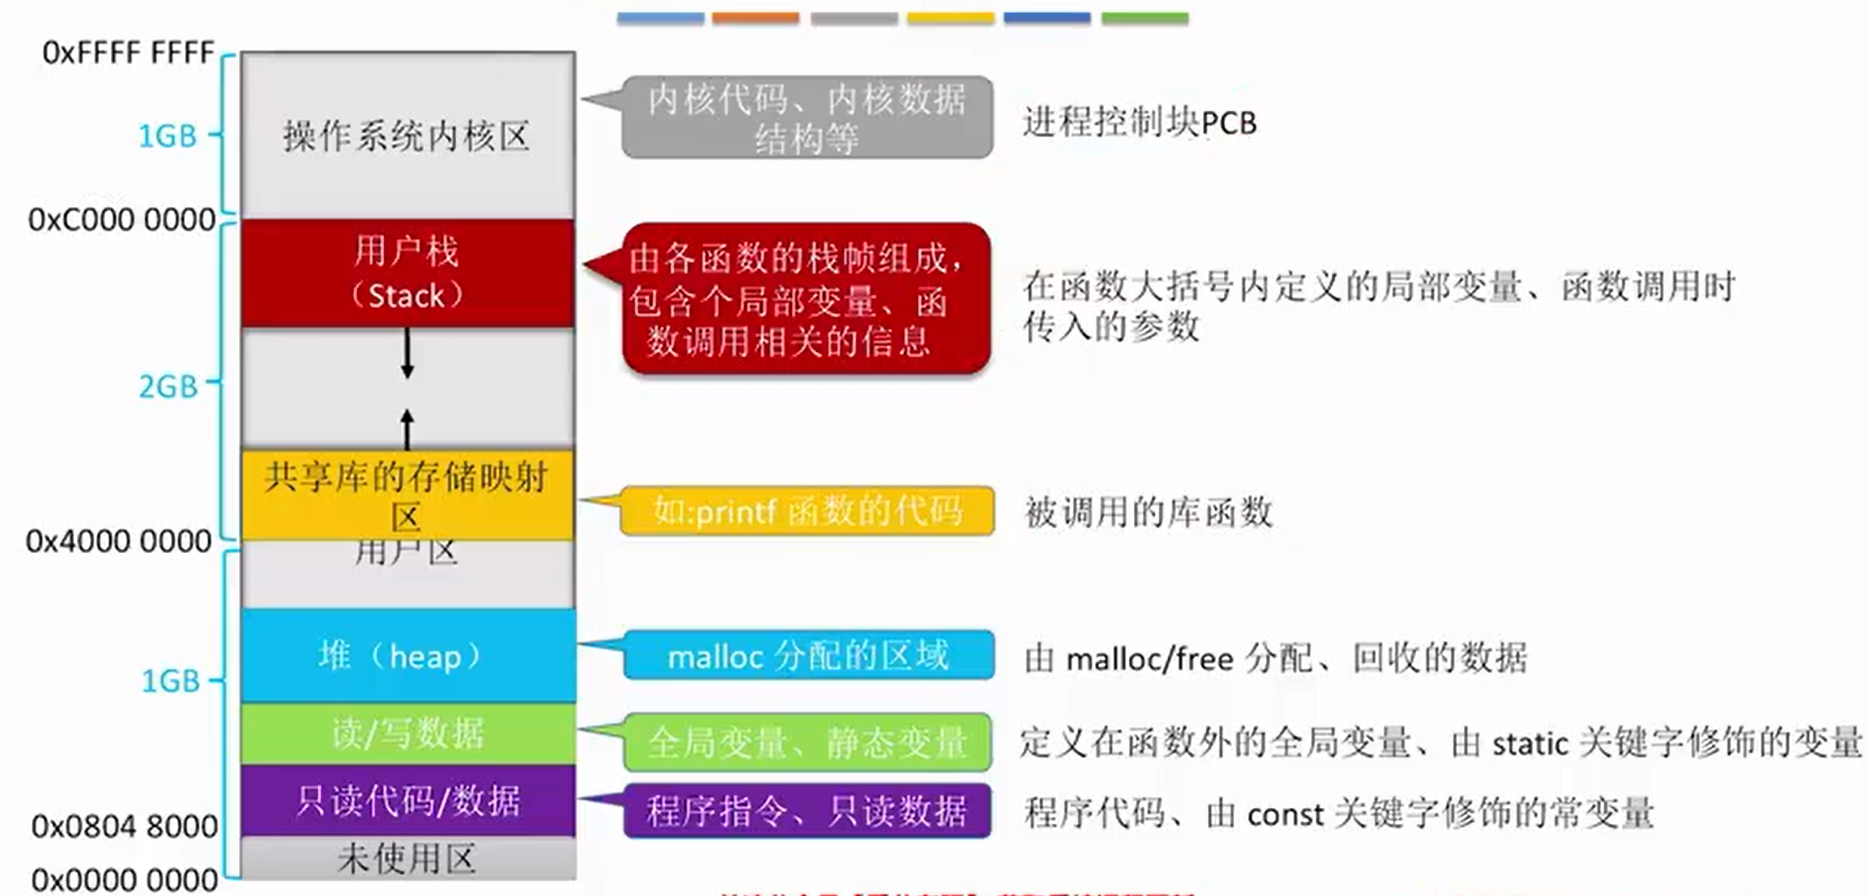 0xFFFF FFFF
1GB
操作系统内核区
内核代码、内核数据
结构等
进程控制块PCB
0xC000 0000
用户栈
（Stack）
由各函数的栈帧组成，
包含个局部变量、函
数调用相关的信息
在函数大括号内定义的局部变量、函数调用时
传入的参数
2GB
共享库的存储映射
区
如:printf 函数的代码
被调用的库函数
0x4000 0000
用户区
堆（heap）
malloc 分配的区域
由 malloc/free 分配、回收的数据
1GB
读/写数据
全局变量、静态变量
定义在函数外的全局变量、由 static 关键字修饰的变量
只读代码/数据
程序指令、只读数据
程序代码、由 const 关键字修饰的常变量
0x0804 8000
未使用区
0x0000 0000